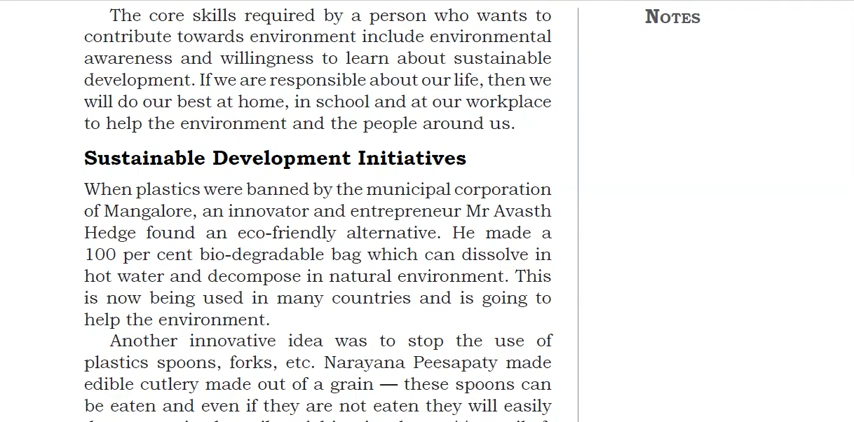 The core skills required by a person who wants to
contribute towards environment include environmental
awareness and willingness to learn about sustainable
development. If we are responsible about our life, then we
will do our best at home, in school and at our workplace
to help the environment and the people around us.
Sustainable Development Initiatives
When plastics were banned by the municipal corporation
of Mangalore, an innovator and entrepreneur Mr Avasth
Hedge found an eco-friendly alternative. He made a
100 per cent bio-degradable bag which can dissolve in
hot water and decompose in natural environment. This
is now being used in many countries and is going to
help the environment.
Another innovative idea was to stop the use of
plastics spoons, forks, etc. Narayana Peesapaty made
edible cutlery made out of a grain — these spoons can
be eaten and even if they are not eaten they will easily
NOTES